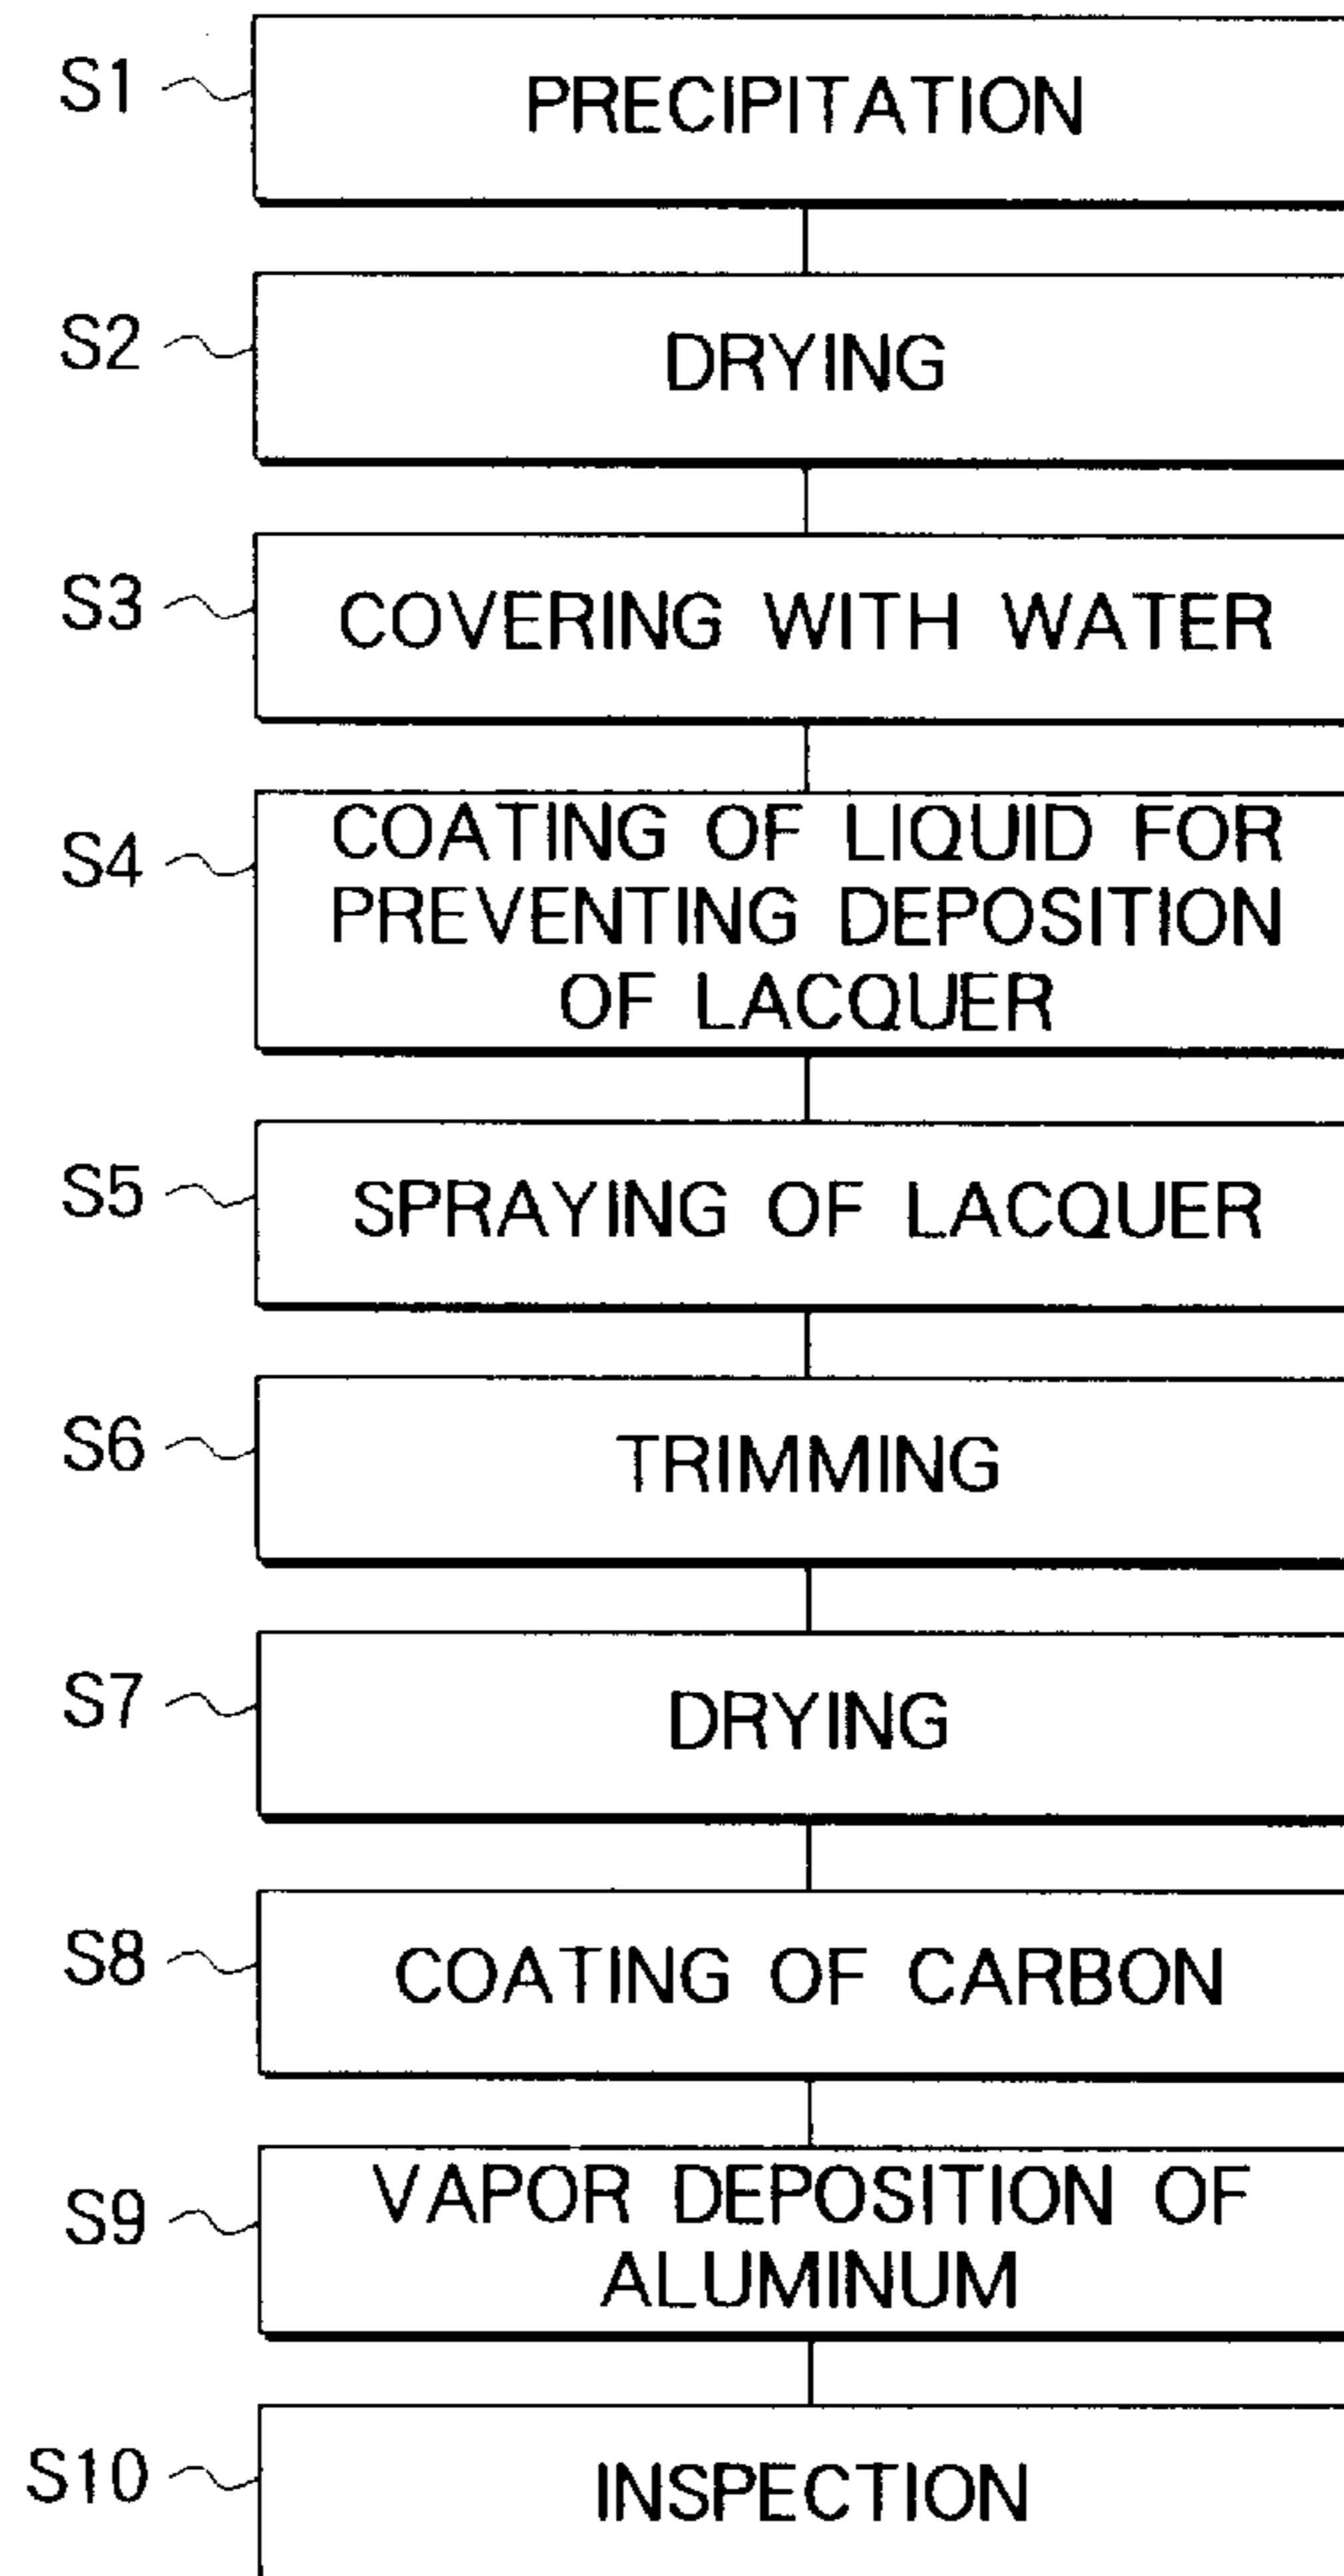 S1 PRECIPITATION
S2 DRYING
S3 COVERING WITH WATER
S4 COATING OF LIQUID FOR
PREVENTING DEPOSITION
OF LACQUER
S5 SPRAYING OF LACQUER
S6 TRIMMING
S7 DRYING
S8 COATING OF CARBON
S9 VAPOR DEPOSITION OF
ALUMINUM
S10 INSPECTION